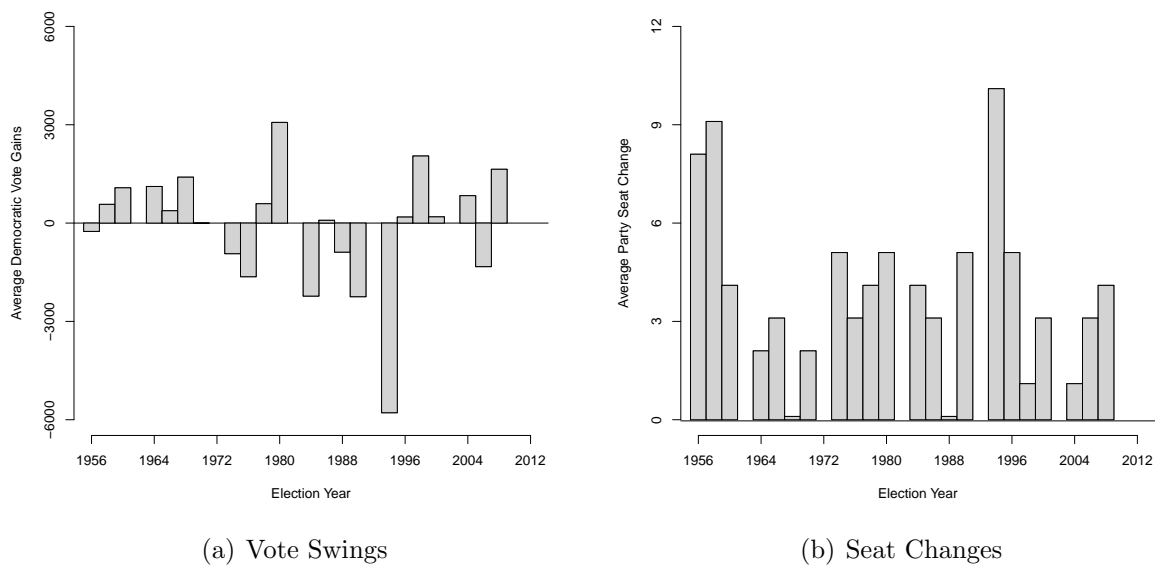 Average Democratic Vote Gains
6000
3000
0
−3000
−6000
1956 1964 1972 1980 1988 1996 2004 2012
Election Year
(a) Vote Swings
Average Party Seat Change
12
9
6
3
0
1956 1964 1972 1980 1988 1996 2004 2012
Election Year
(b) Seat Changes